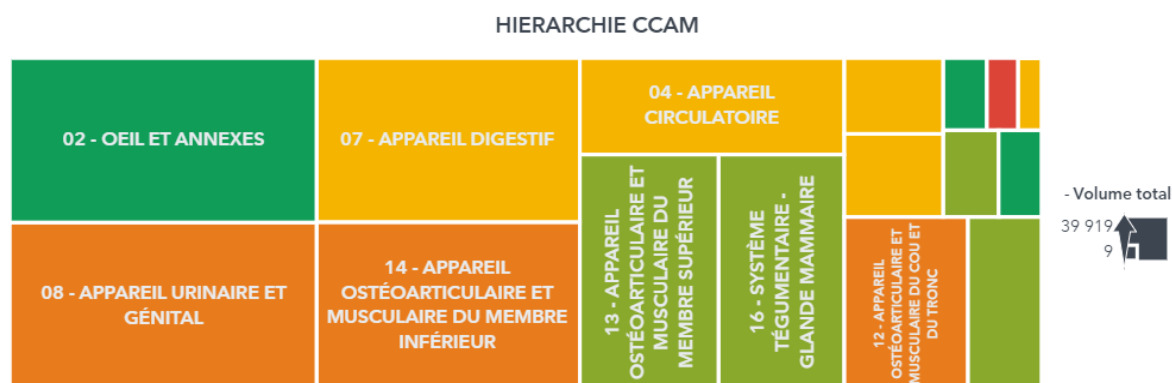 HIERARCHIE CCAM
02 - OEIL ET ANNEXES
07 - APPAREIL DIGESTIF
04 - APPAREIL
CIRCULATOIRE
08 - APPAREIL URINAIRE ET
GÉNITAL
14 - APPAREIL
OSTÉOARTICULAIRE ET
MUSCULAIRE DU MEMBRE
INFÉRIEUR
13 - APPAREIL
OSTÉOARTICULAIRE ET
MUSCULAIRE DU
MEMBRE SUPÉRIEUR
16 - SYSTÈME
TÉGUMENTAIRE -
GLANDE MAMMAIRE
12 - APPAREIL
OSTÉOARTICULAIRE ET
MUSCULAIRE DU COU ET
DU TRONC
- Volume total
39 919
9